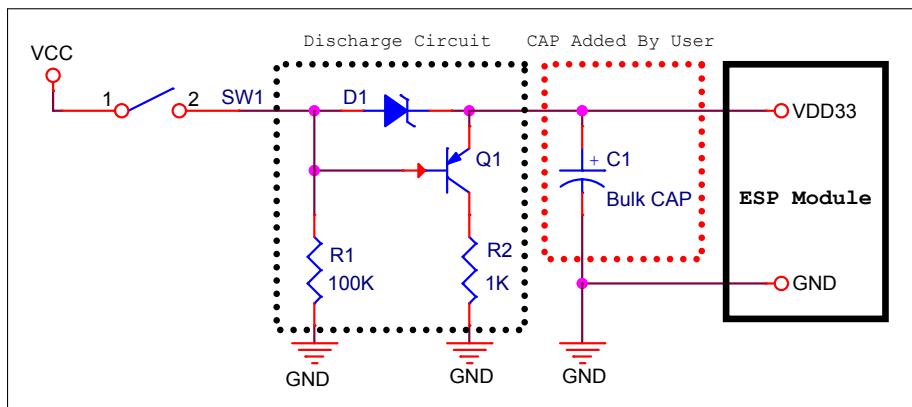 Discharge Circuit
CAP Added By User
VCC
1
2
SW1
D1
VDD33
Q1
+
C1
Bulk CAP
ESP Module
R1
100K
R2
1K
GND
GND
GND
GND